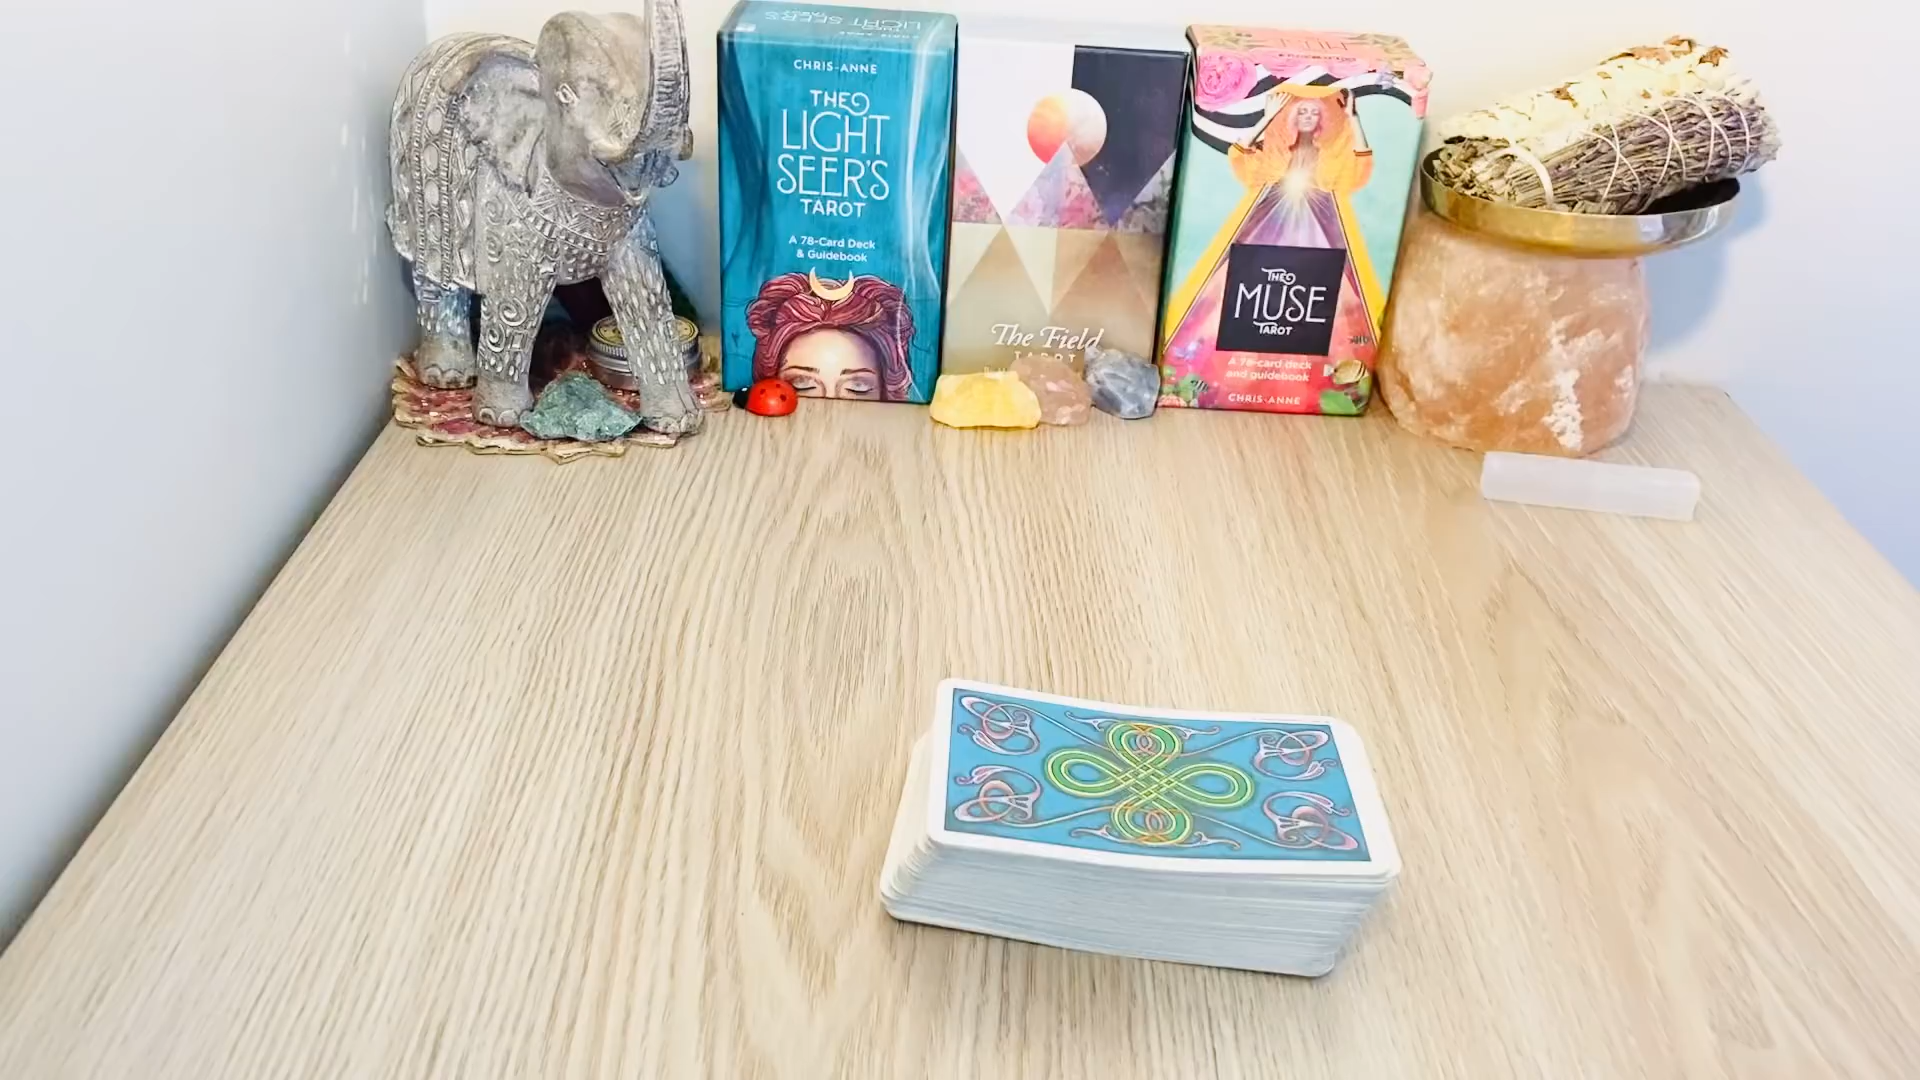 CHRIS-ANNE
THE
LIGHT
SEER'S
TAROT
A 78-Card Deck
& Guidebook
The Field
TAROT
THE
MUSE
TAROT
A 78-card deck
and guidebook
CHRIS-ANNE